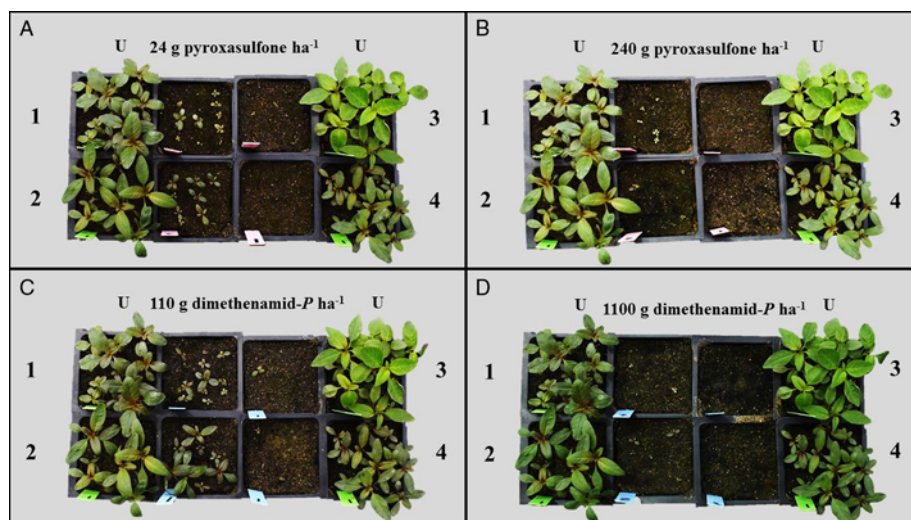 A
U 24 g pyroxasulfone ha⁻¹ U
1 3
2 4
B
U 240 g pyroxasulfone ha⁻¹ U
1 3
2 4
C
U 110 g dimethenamid-P ha⁻¹ U
1 3
2 4
D
U 1100 g dimethenamid-P ha⁻¹ U
1 3
2 4